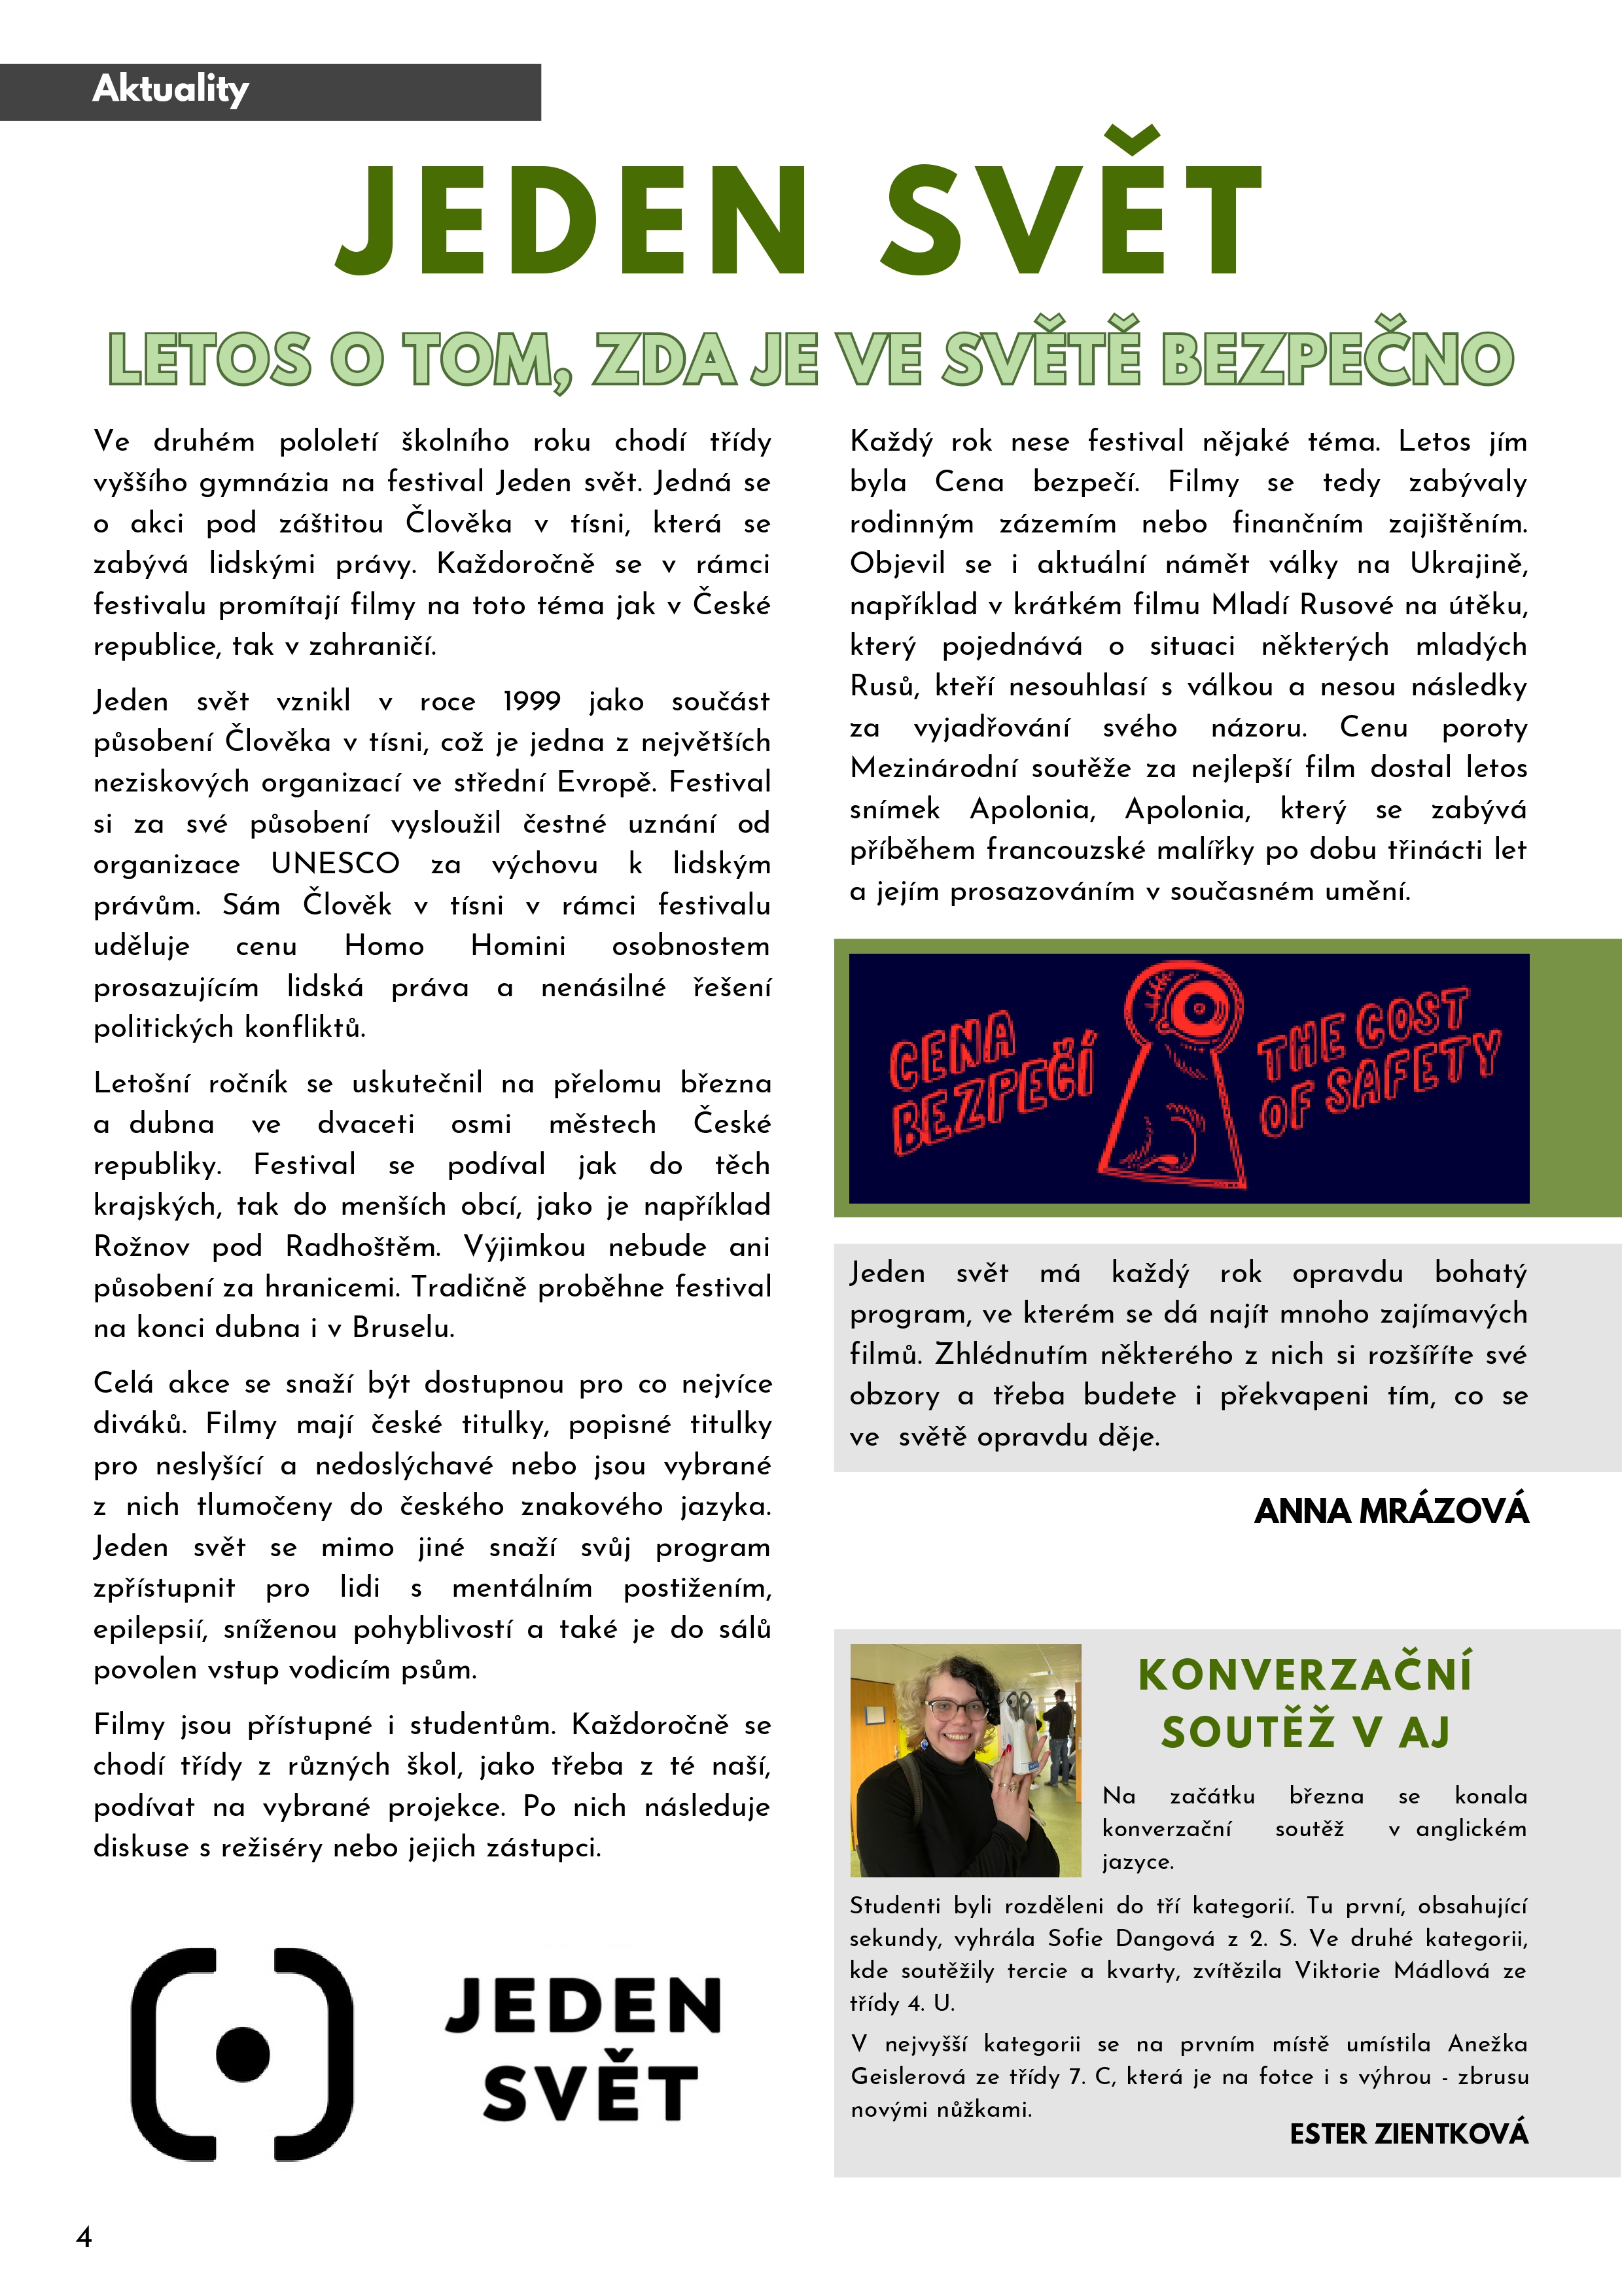 Aktuality
JEDEN SVĚT
LETOS O TOM, ZDA JE VE SVĚTĚ BEZPEČNO
Ve druhém pololetí školního roku chodí třídy
vyššího gymnázia na festival Jeden svět. Jedná se
o akci pod záštitou Člověka v tísni, která se
zabývá lidskými právy. Každoročně se v rámci
festivalu promítají filmy na toto téma jak v České
republice, tak v zahraničí.
Jeden svět vznikl v roce 1999 jako součást
působení Člověka v tísni, což je jedna z největších
neziskových organizací ve střední Evropě. Festival
si za své působení vysloužil čestné uznání od
organizace UNESCO za výchovu k lidským
právům. Sám Člověk v tísni v rámci festivalu
uděluje cenu Homo Homini osobnostem
prosazujícím lidská práva a nenásilné řešení
politických konfliktů.
Letošní ročník se uskutečnil na přelomu března
a dubna ve dvaceti osmi městech České
republiky. Festival se podíval jak do těch
krajských, tak do menších obcí, jako je například
Rožnov pod Radhoštěm. Výjimkou nebude ani
působení za hranicemi. Tradičně proběhne festival
na konci dubna i v Bruselu.
Celá akce se snaží být dostupnou pro co nejvíce
diváků. Filmy mají české titulky, popisné titulky
pro neslyšící a nedoslýchavé nebo jsou vybrané
z nich tlumočeny do českého znakového jazyka.
Jeden svět se mimo jiné snaží svůj program
zpřístupnit pro lidi s mentálním postižením,
epilepsií, sníženou pohyblivostí a také je do sálů
povolen vstup vodicím psům.
Filmy jsou přístupné i studentům. Každoročně se
chodí třídy z různých škol, jako třeba z té naší,
podívat na vybrané projekce. Po nich následuje
diskuse s režiséry nebo jejich zástupci.
JEDEN
SVĚT
Každý rok nese festival nějaké téma. Letos jím
byla Cena bezpečí. Filmy se tedy zabývaly
rodinným zázemím nebo finančním zajištěním.
Objevil se i aktuální námět války na Ukrajině,
například v krátkém filmu Mladí Rusové na útěku,
který pojednává o situaci některých mladých
Rusů, kteří nesouhlasí s válkou a nesou následky
za vyjadřování svého názoru. Cenu poroty
Mezinárodní soutěže za nejlepší film dostal letos
snímek Apolonia, Apolonia, který se zabývá
příběhem francouzské malířky po dobu třinácti let
a jejím prosazováním v současném umění.
CENA
BEZPEČÍ
THE COST
OF SAFETY
Jeden svět má každý rok opravdu bohatý
program, ve kterém se dá najít mnoho zajímavých
filmů. Zhlédnutím některého z nich si rozšíříte své
obzory a třeba budete i překvapeni tím, co se
ve světě opravdu děje.
ANNA MRÁZOVÁ
KONVERZAČNÍ
SOUTĚŽ V AJ
Na začátku března se konala
konverzační soutěž v anglickém
jazyce.
Studenti byli rozděleni do tří kategorií. Tu první, obsahující
sekundy, vyhrála Sofie Dangová z 2. S. Ve druhé kategorii,
kde soutěžily tercie a kvarty, zvítězila Viktorie Mádlová ze
třídy 4. U.
V nejvyšší kategorii se na prvním místě umístila Anežka
Geislerová ze třídy 7. C, která je na fotce i s výhrou - zbrusu
novými nůžkami.
ESTER ZIENTKOVÁ
4